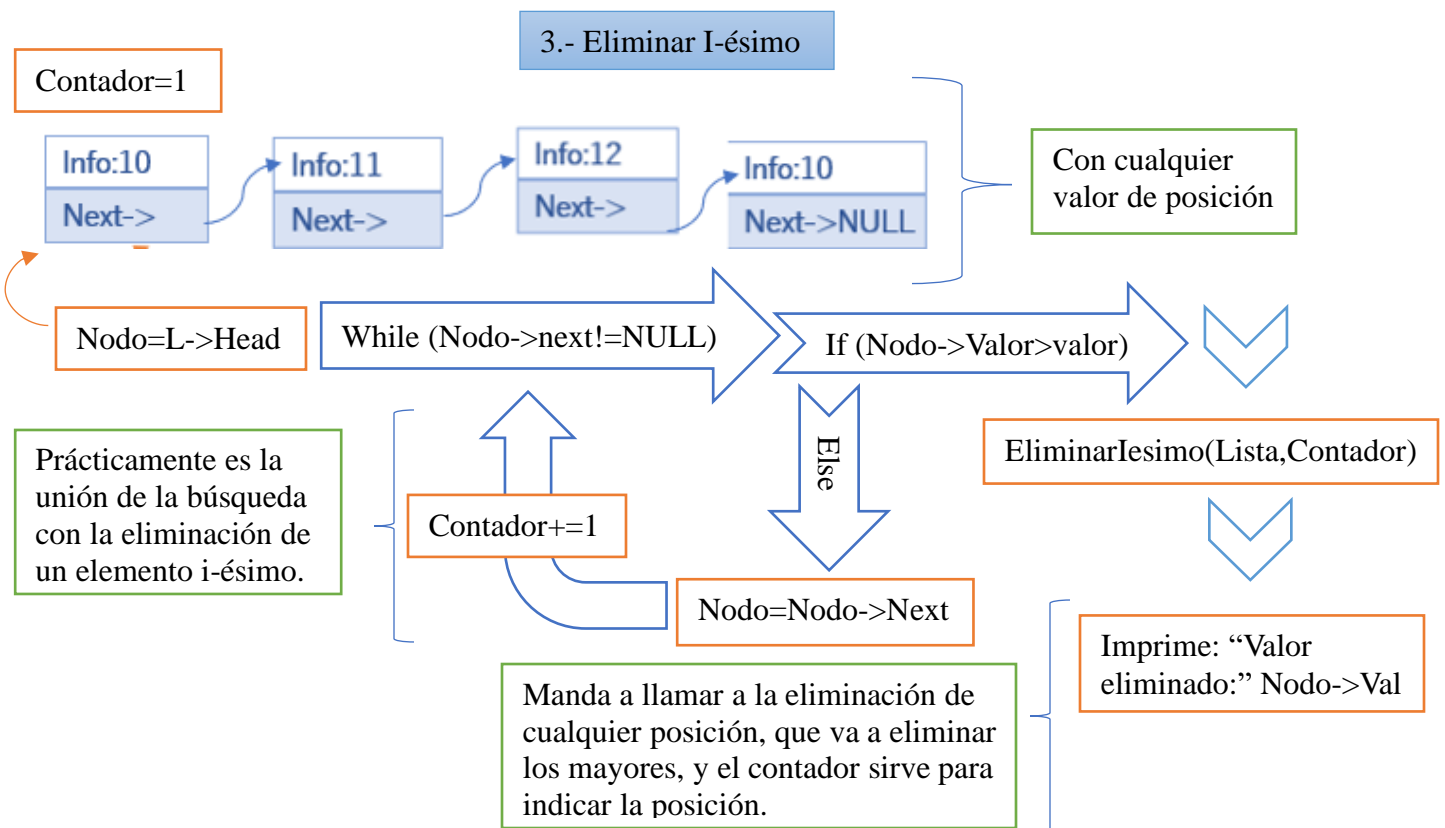 3.- Eliminar I-ésimo
Contador=1
Info:10
Next->
Info:11
Next->
Info:12
Next->
Info:10
Next->NULL
Con cualquier
valor de posición
Nodo=L->Head
While (Nodo->next!=NULL)
If (Nodo->Valor>valor)
Else
EliminarIesimo(Lista,Contador)
Prácticamente es la
unión de la búsqueda
con la eliminación de
un elemento i-ésimo.
Contador+=1
Nodo=Nodo->Next
Imprime: “Valor
eliminado:” Nodo->Val
Manda a llamar a la eliminación de
cualquier posición, que va a eliminar
los mayores, y el contador sirve para
indicar la posición.